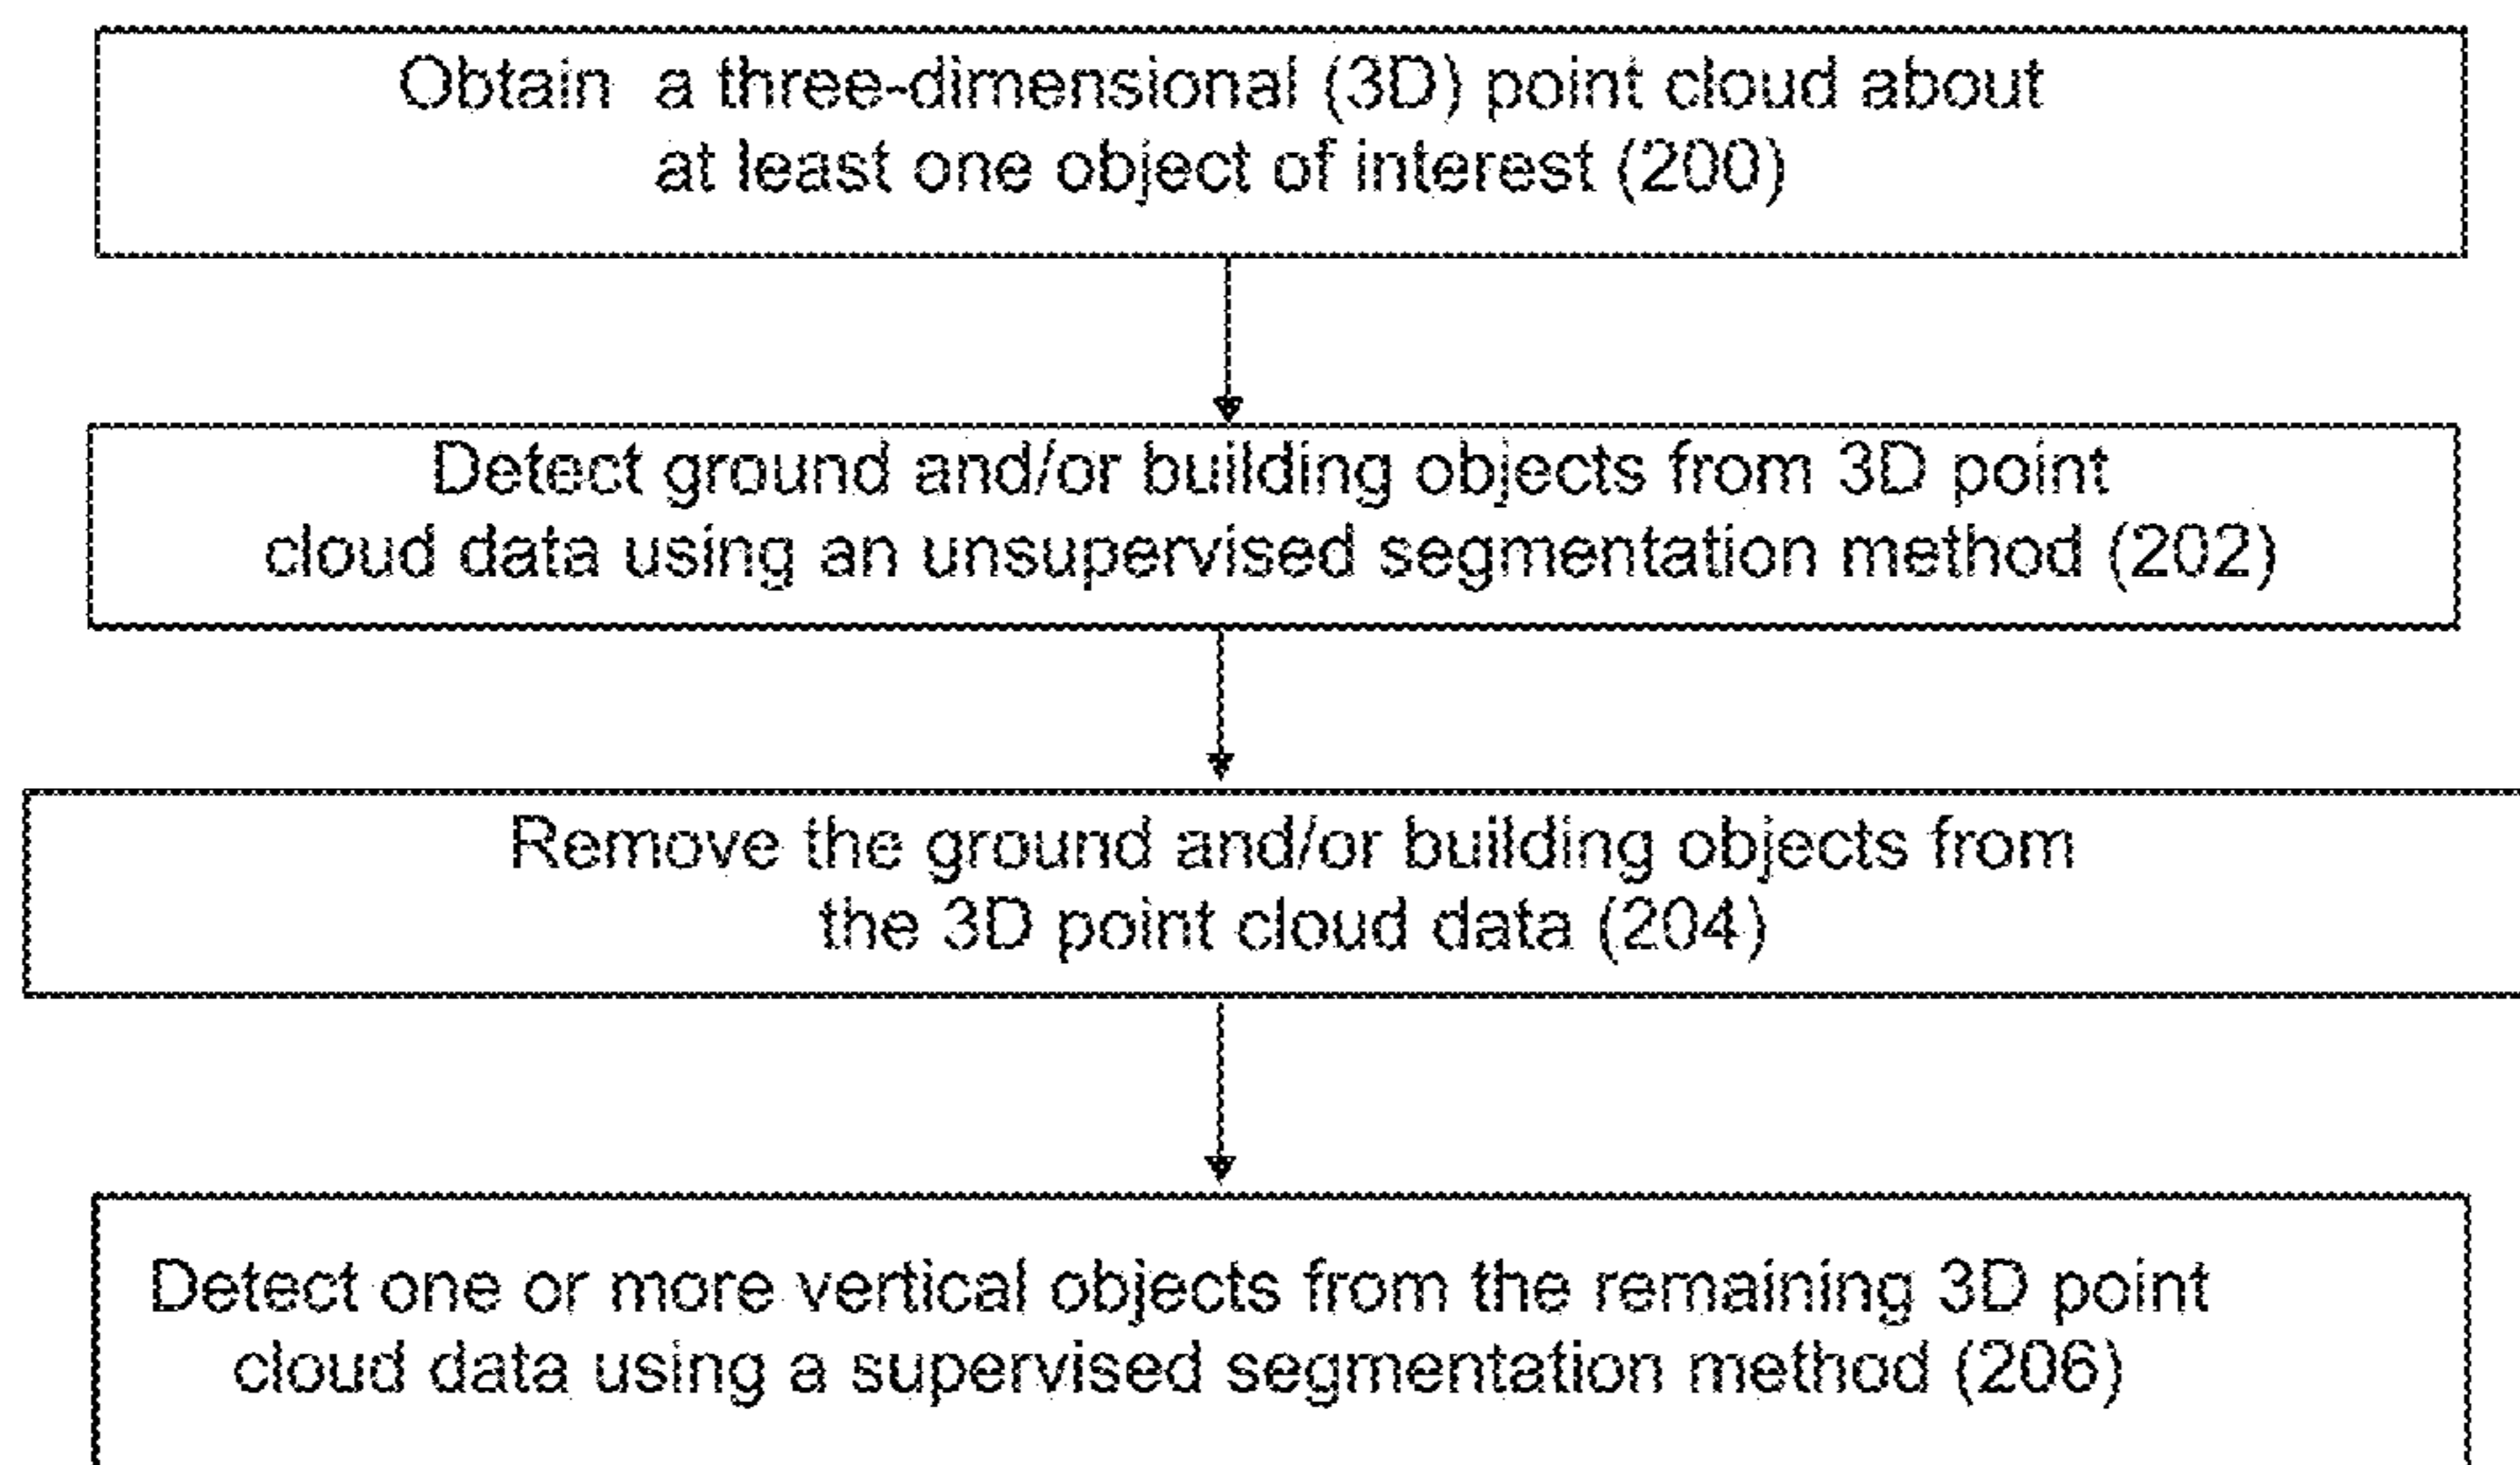 Obtain a three-dimensional (3D) point cloud about
at least one object of interest (200)
Detect ground and/or building objects from 3D point
cloud data using an unsupervised segmentation method (202)
Remove the ground and/or building objects from
the 3D point cloud data (204)
Detect one or more vertical objects from the remaining 3D point
cloud data using a supervised segmentation method (206)